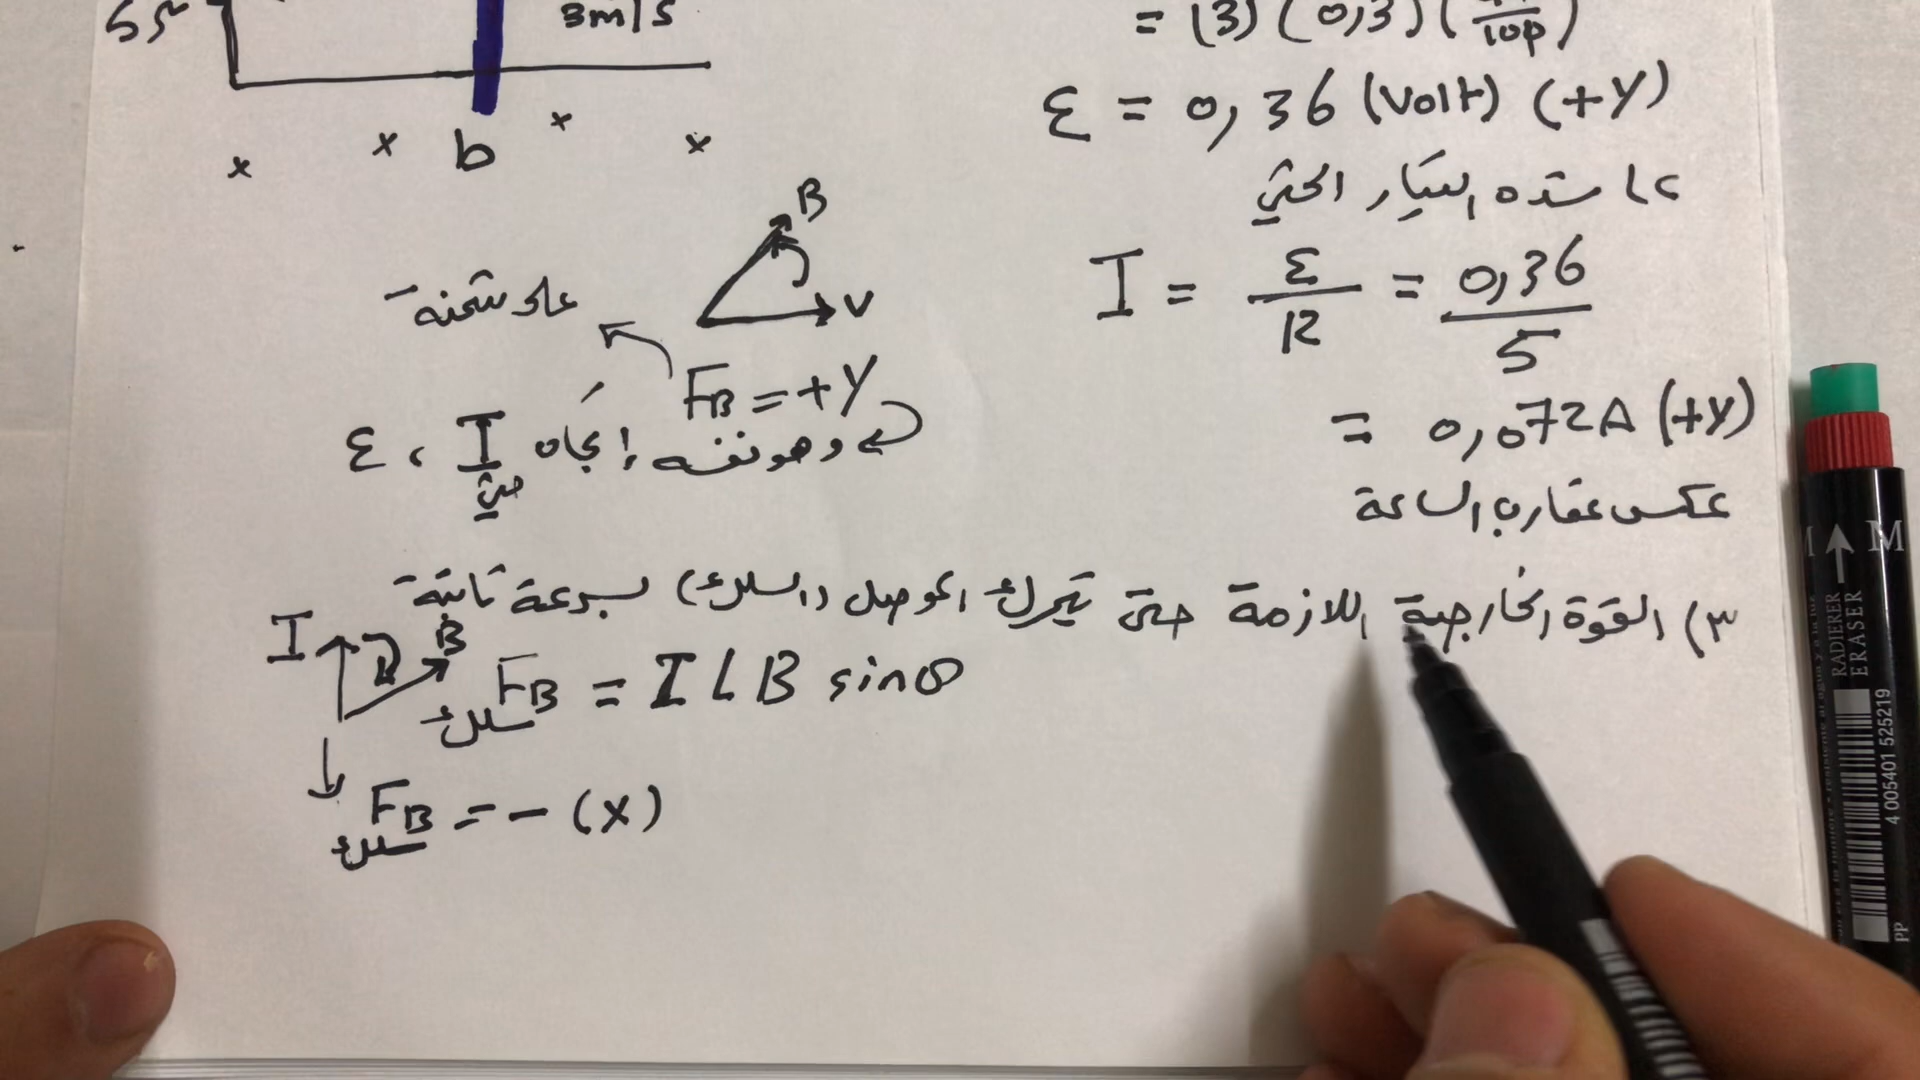 5Ω
3m/s
= (3) (0,3) (
ε = 0,36 (Volt) (+Y)
x x b x x
٢) شدة التيار الحثي
I = ε/R = 0,36/5
= 0,072A (+Y)
عكس عقارب الساعة
B
V
على شحنة
FB = +Y
وهو نفسه اتجاه I حثي ، ε
٣) القوة الخارجية اللازمة حتى يتحرك الموصل (السلك) بسرعة ثابتة
I B
FB سلك = I L B sinθ
FB سلك = - (x)
RADIERER
ERASER
4 005401 525219
PP
M M